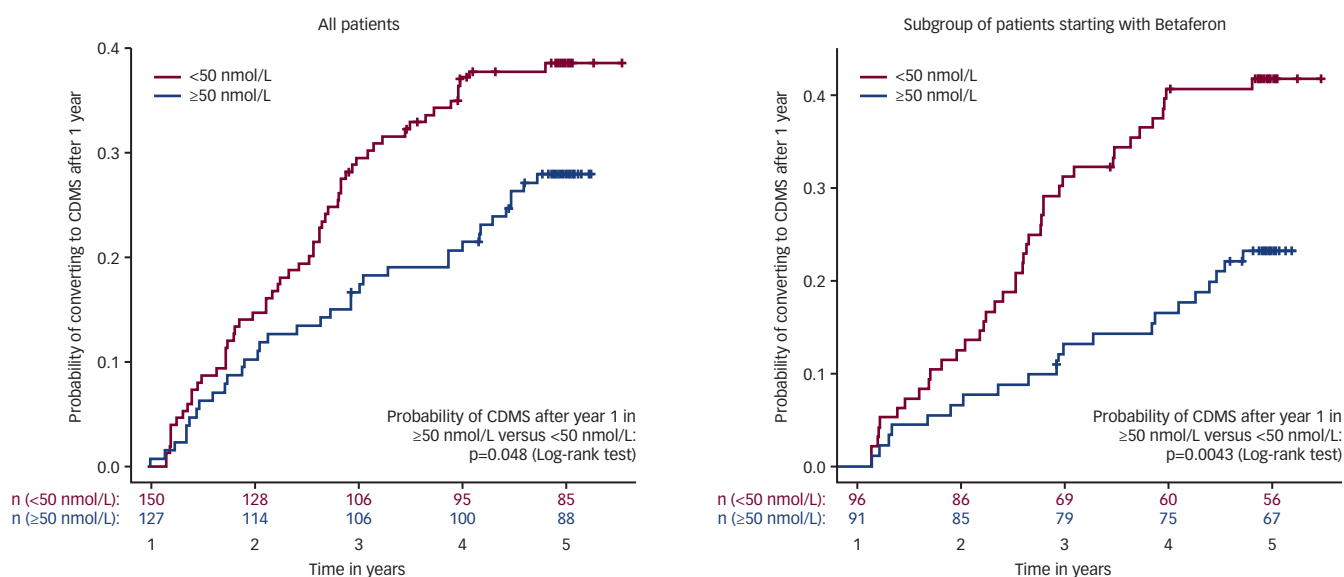 All patients
Probability of converting to CDMS after 1 year
0.4
0.3
0.2
0.1
0.0
<50 nmol/L
≥50 nmol/L
Probability of CDMS after year 1 in
≥50 nmol/L versus <50 nmol/L:
p=0.048 (Log-rank test)
n (<50 nmol/L): 150 128 106 95 85
n (≥50 nmol/L): 127 114 106 100 88
1 2 3 4 5
Time in years
Subgroup of patients starting with Betaferon
Probability of converting to CDMS after 1 year
0.4
0.3
0.2
0.1
0.0
<50 nmol/L
≥50 nmol/L
Probability of CDMS after year 1 in
≥50 nmol/L versus <50 nmol/L:
p=0.0043 (Log-rank test)
n (<50 nmol/L): 96 86 69 60 56
n (≥50 nmol/L): 91 85 79 75 67
1 2 3 4 5
Time in years